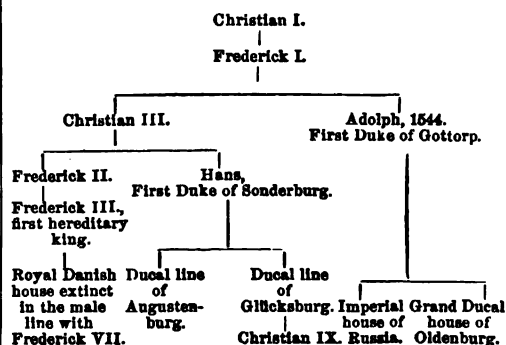 Christian I.
Frederick I.
Christian III.
Adolph, 1544.
First Duke of Gottorp.
Frederick II.
Hans,
First Duke of Sonderburg.
Frederick III.,
first hereditary
king.
Royal Danish
house extinct
in the male
line with
Frederick VII.
Ducal line
of
Augusten-
burg.
Ducal line
of
Glücksburg.
Christian IX.
Imperial
house of
Russia.
Grand Ducal
house of
Oldenburg.